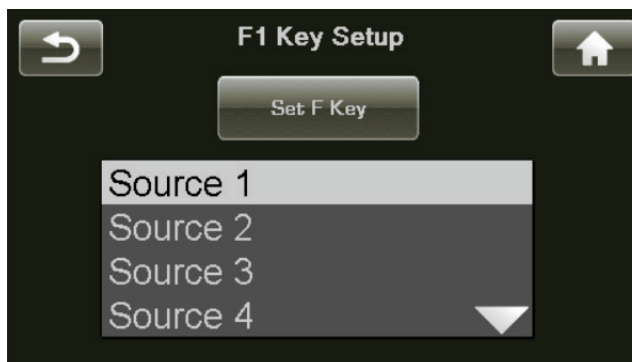 F1 Key Setup
Set F Key
Source 1
Source 2
Source 3
Source 4